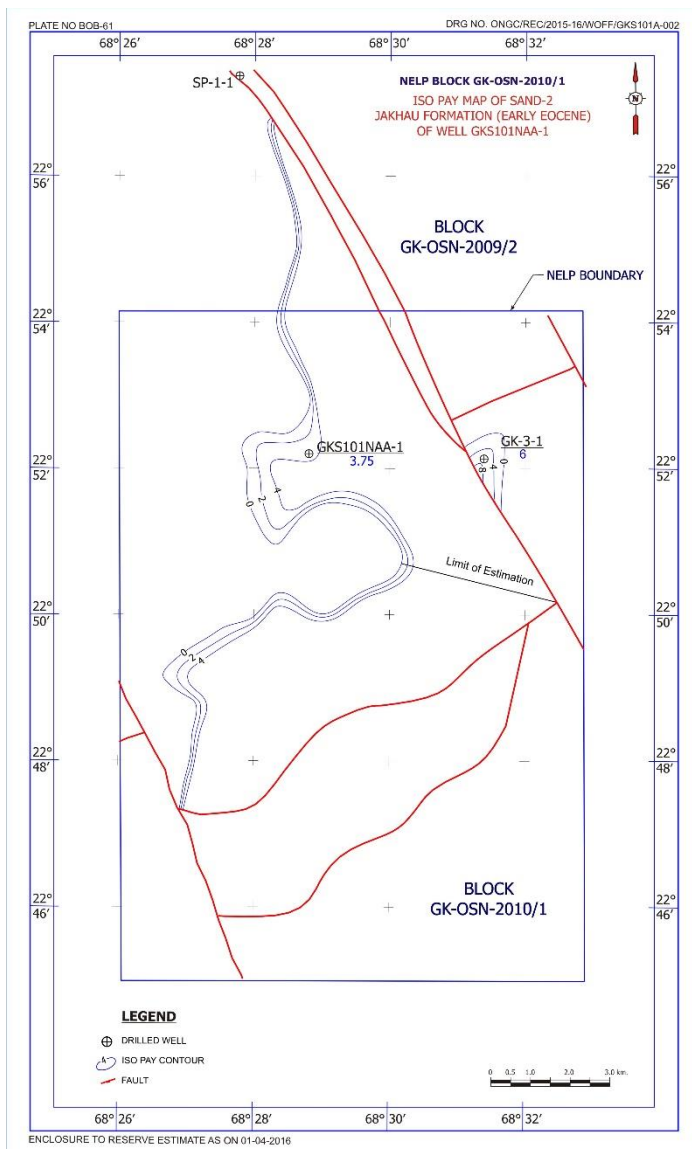 PLATE NO BOB-61
DRG NO. ONGC/REC/2015-16/WOFF/GKS101A-002
68° 28' 68° 30' 68° 32'
SP-1-1
NELP BLOCK GK-OSN-2010/1
ISO PAY MAP OF SAND-2
JAKHAU FORMATION (EARLY EOCENE)
OF WELL GKS101NAA-1
N
22°
56'
22°
56'
BLOCK
GK-OSN-2009/2
NELP BOUNDARY
22°
54'
22°
54'
GKS101NAA-1
3.75
GK-3-1
6
22°
52'
22°
52'
0 2 4
8 4 0
Limit of Estimation
22°
50'
22°
50'
0 2 4
22°
48'
22°
48'
BLOCK
GK-OSN-2010/1
22°
46'
22°
46'
LEGEND
DRILLED WELL
4 ISO PAY CONTOUR
FAULT
0 0.5 1.0 2.0 3.0 km.
68° 26' 68° 28' 68° 30' 68° 32'
ENCLOSURE TO RESERVE ESTIMATE AS ON 01-04-2016